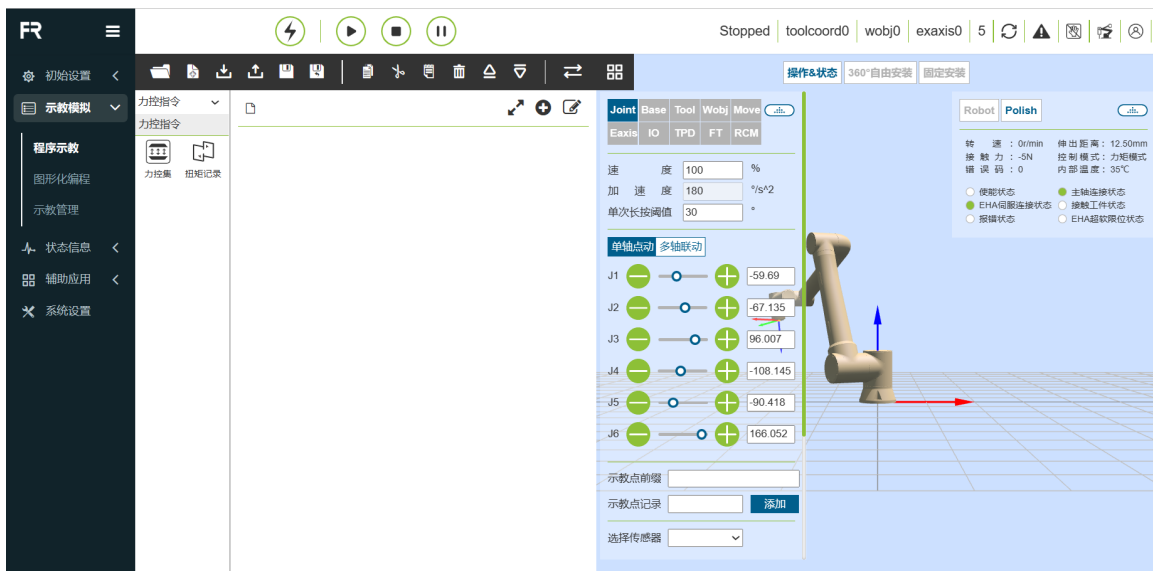 FR
Stopped toolcoord0 wobj0 exaxis0 5
初始设置
示教模拟
程序示教
图形化编程
示教管理
状态信息
辅助应用
系统设置
力控指令
力控指令
力控集 扭矩记录
操作&状态 360°自由安装 固定安装
Joint Base Tool Wobj Move
Eaxis IO TPD FT RCM
速度 100 %
加速度 180 °/s^2
单次长按阈值 30 °
单轴点动 多轴联动
J1 -59.69
J2 -67.135
J3 96.007
J4 -108.145
J5 -90.418
J6 166.052
示教点前缀
示教点记录 添加
选择传感器
Robot Polish
转速:0r/min 伸出距离:12.50mm
接触力:-5N 控制模式:力矩模式
错误码:0 内部温度:35℃
使能状态 主轴连接状态
EHA伺服连接状态 接触工件状态
报错状态 EHA超软限位状态